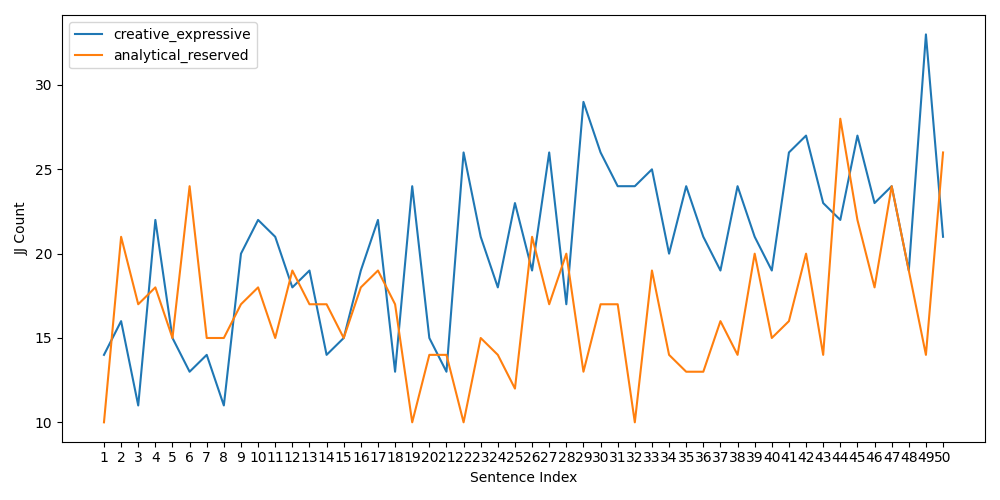 creative_expressive
analytical_reserved
30
25
20
15
10
JJ Count
1 2 3 4 5 6 7 8 9 10 11 12 13 14 15 16 17 18 19 20 21 22 23 24 25 26 27 28 29 30 31 32 33 34 35 36 37 38 39 40 41 42 43 44 45 46 47 48 49 50
Sentence Index